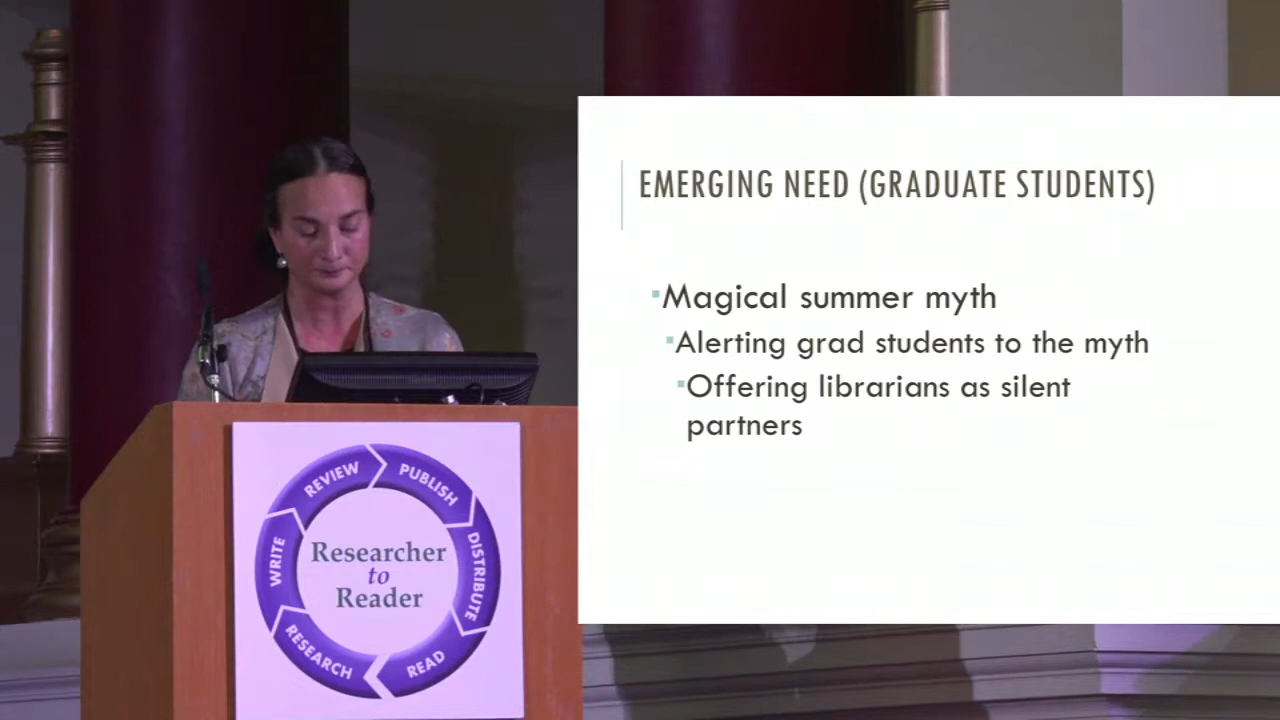 EMERGING NEED (GRADUATE STUDENTS)
Magical summer myth
Alerting grad students to the myth
Offering librarians as silent
partners
REVIEW
PUBLISH
DISTRIBUTE
READ
RESEARCH
WRITE
Researcher
to
Reader